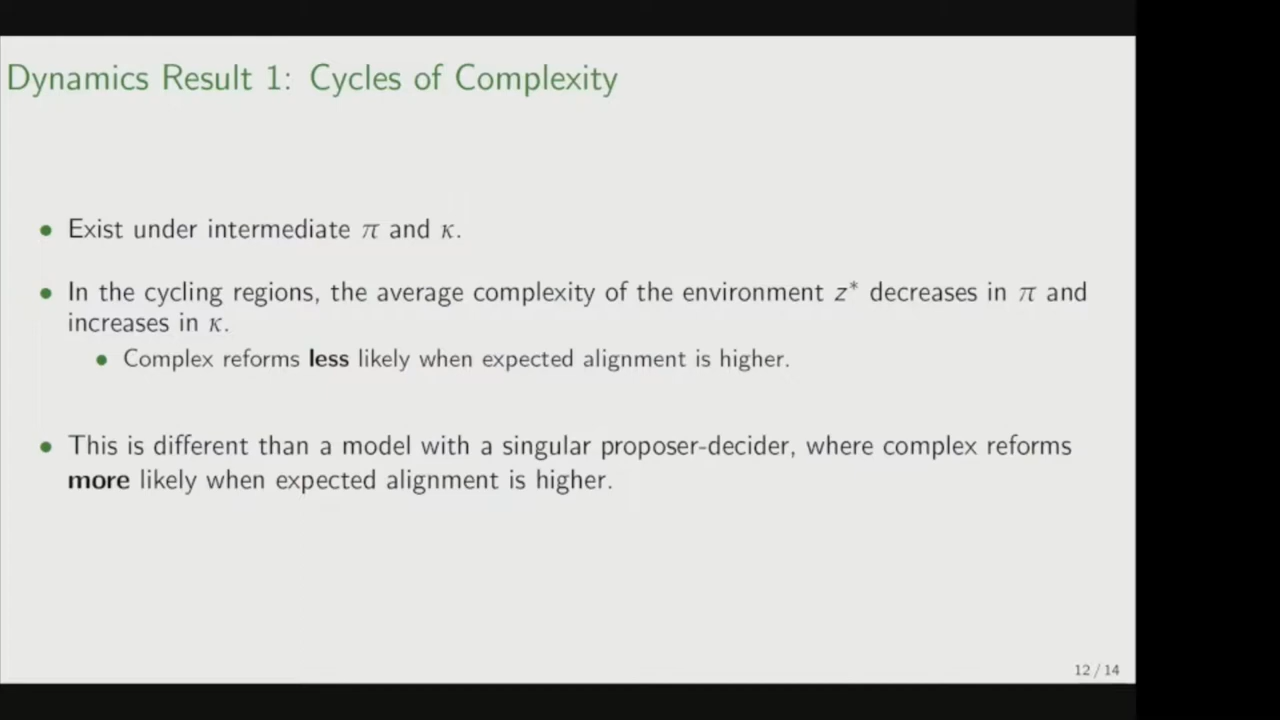 Dynamics Result 1: Cycles of Complexity
• Exist under intermediate π and κ.
• In the cycling regions, the average complexity of the environment z* decreases in π and
increases in κ.
• Complex reforms less likely when expected alignment is higher.
• This is different than a model with a singular proposer-decider, where complex reforms
more likely when expected alignment is higher.
12 / 14